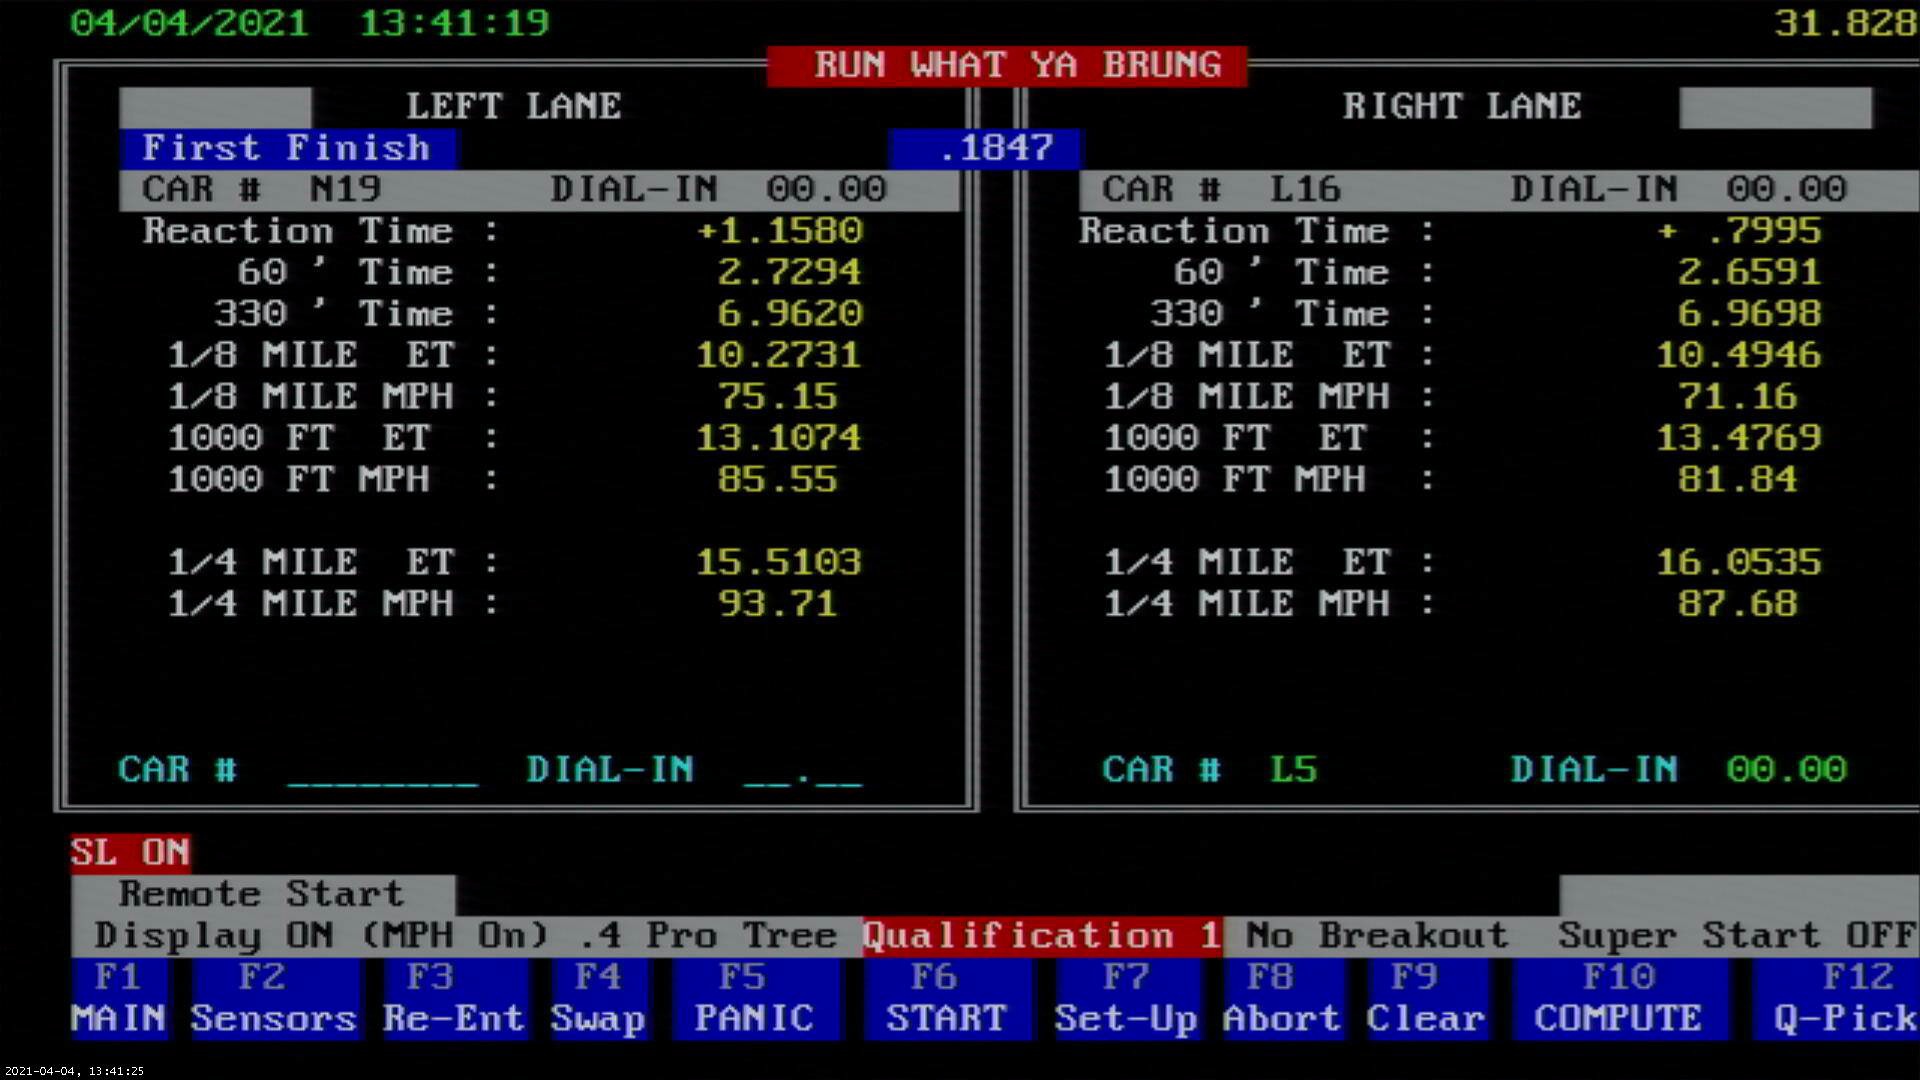 04/04/2021 13:41:19 31.828
RUN WHAT YA BRUNG
LEFT LANE RIGHT LANE
First Finish .1847
CAR # N19 DIAL-IN 00.00 CAR # L16 DIAL-IN 00.00
Reaction Time : +1.1580 Reaction Time : + .7995
60 ' Time : 2.7294 60 ' Time : 2.6591
330 ' Time : 6.9620 330 ' Time : 6.9698
1/8 MILE ET : 10.2731 1/8 MILE ET : 10.4946
1/8 MILE MPH : 75.15 1/8 MILE MPH : 71.16
1000 FT ET : 13.1074 1000 FT ET : 13.4769
1000 FT MPH : 85.55 1000 FT MPH : 81.84
1/4 MILE ET : 15.5103 1/4 MILE ET : 16.0535
1/4 MILE MPH : 93.71 1/4 MILE MPH : 87.68
CAR # ________ DIAL-IN __.__ CAR # L5 DIAL-IN 00.00
SL ON
Remote Start
Display ON (MPH On) .4 Pro Tree Qualification 1 No Breakout Super Start OFF
F1 F2 F3 F4 F5 F6 F7 F8 F9 F10 F12
MAIN Sensors Re-Ent Swap PANIC START Set-Up Abort Clear COMPUTE Q-Pick
2021-04-04, 13:41:25